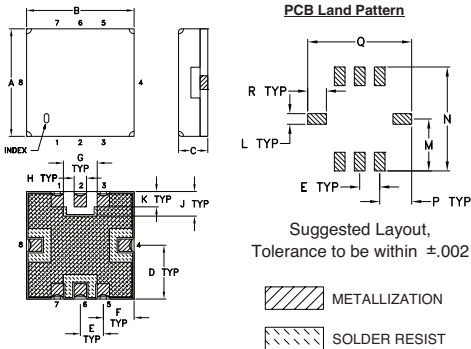 PCB Land Pattern
B
7 6 5
A
8
4
INDEX
1 2 3
C
G
H TYP
TYP
1 2 3
K TYP
J TYP
8
4
D TYP
7 6 5
E
TYP
F
TYP
Q
R TYP
L TYP
N
M
E TYP
P TYP
Suggested Layout,
Tolerance to be within ±.002
METALLIZATION
SOLDER RESIST